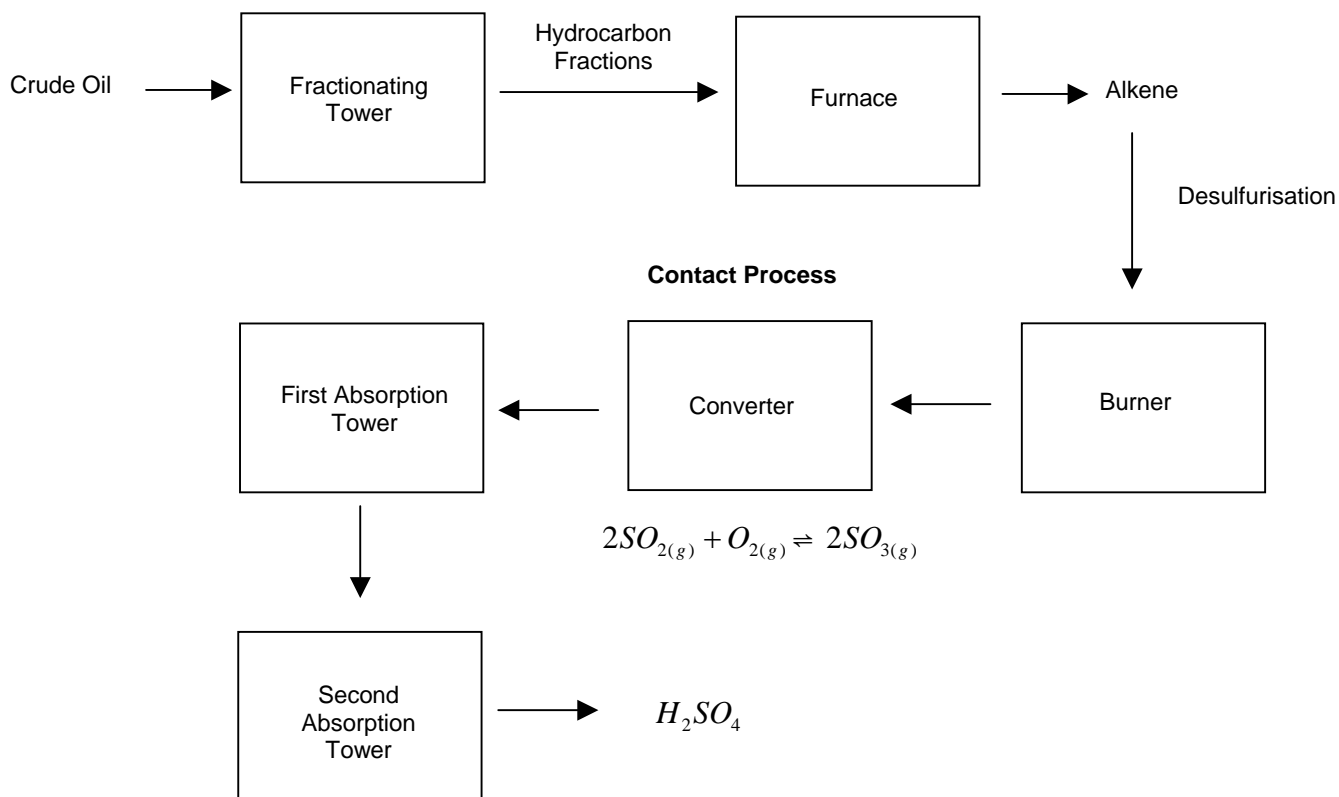 Crude Oil
Fractionating
Tower
Hydrocarbon
Fractions
Furnace
Alkene
Desulfurisation
Contact Process
First Absorption
Tower
Converter
Burner
2SO₂₍g₎ + O₂₍g₎ ⇌ 2SO₃₍g₎
Second
Absorption
Tower
H₂SO₄